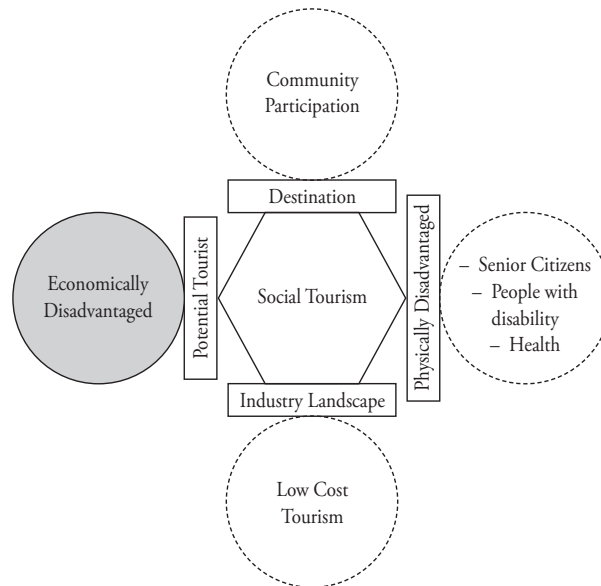 Community
Participation
Destination
Economically
Disadvantaged
Potential Tourist
Social Tourism
Physically Disadvantaged
– Senior Citizens
– People with
disability
– Health
Industry Landscape
Low Cost
Tourism